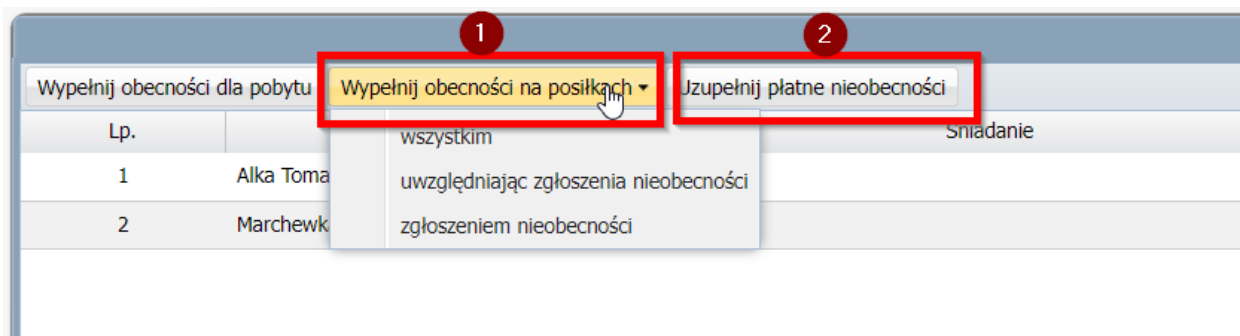 1 2
Wypełnij obecności dla pobytu Wypełnij obecności na posiłkach Uzupełnij płatne nieobecności
Lp. Śniadanie
wszystkim
1 Alka Toma
uwzględniając zgłoszenia nieobecności
2 Marchewk
zgłoszeniem nieobecności